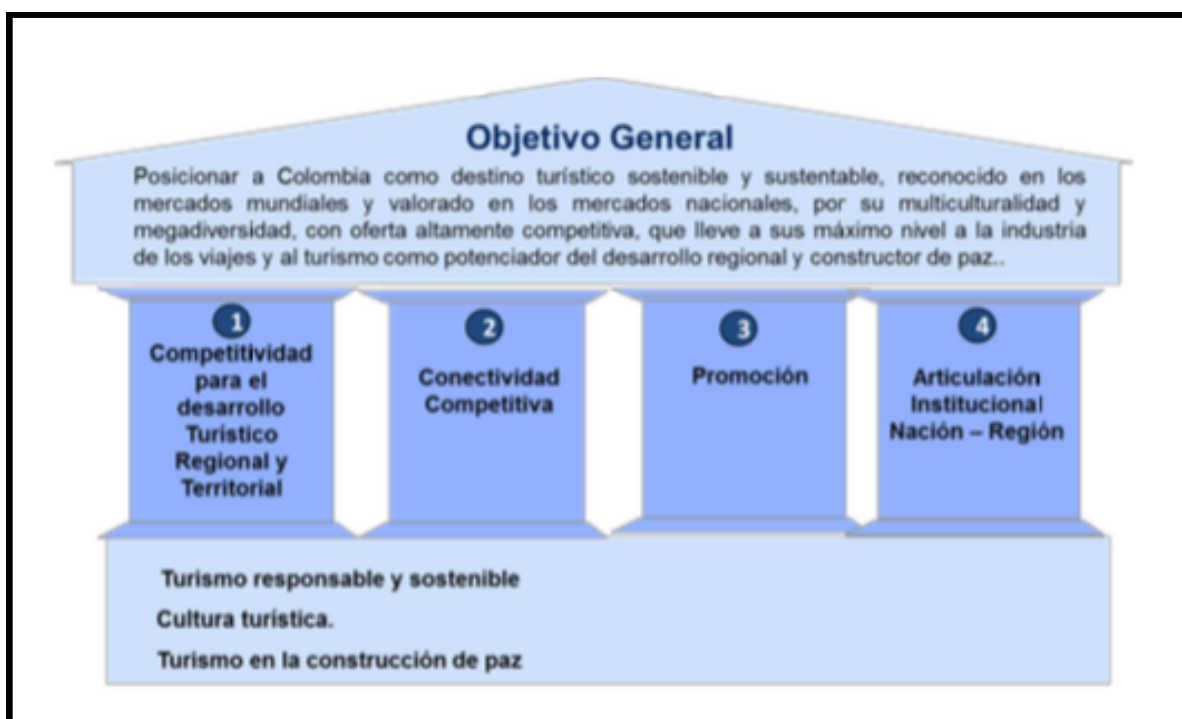 Objetivo General
Posicionar a Colombia como destino turístico sostenible y sustentable, reconocido en los
mercados mundiales y valorado en los mercados nacionales, por su multiculturalidad y
megadiversidad, con oferta altamente competitiva, que lleve a sus máximo nivel a la industria
de los viajes y al turismo como potenciador del desarrollo regional y constructor de paz..
1
Competitividad
para el
desarrollo
Turístico
Regional y
Territorial
2
Conectividad
Competitiva
3
Promoción
4
Articulación
Institucional
Nación – Región
Turismo responsable y sostenible
Cultura turística.
Turismo en la construcción de paz